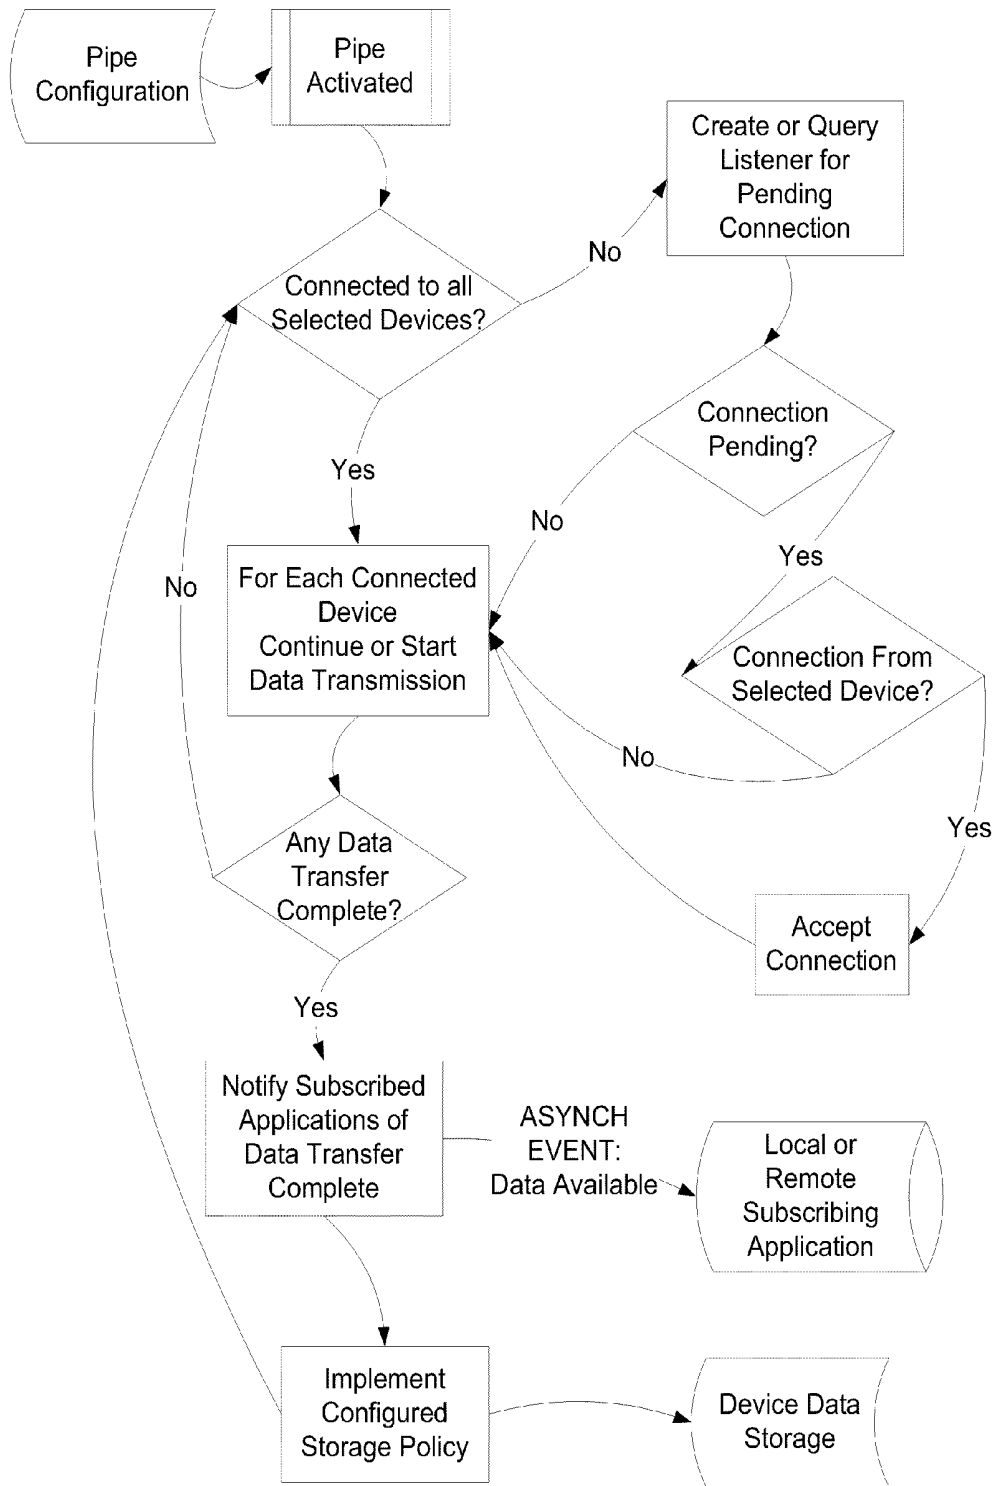 Pipe
Configuration
Pipe
Activated
Create or Query
Listener for
Pending
Connection
No
Connected to all
Selected Devices?
Connection
Pending?
Yes
No
Yes
For Each Connected
Device
Continue or Start
Data Transmission
No
Connection From
Selected Device?
No
Yes
Any Data
Transfer
Complete?
Accept
Connection
Yes
Notify Subscribed
Applications of
Data Transfer
Complete
ASYNCH
EVENT:
Data Available
Local or
Remote
Subscribing
Application
Implement
Configured
Storage Policy
Device Data
Storage